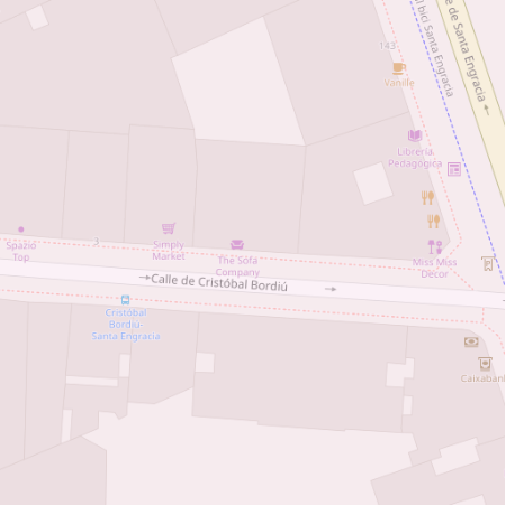 143
Vanille
de Santa Engracia
bici Santa Engracia
Librería
Pedagógica
3
Spazio
Top
Simply
Market
The Sofa
Company
Miss Miss
Decor
Calle de Cristóbal Bordiú
Cristóbal
Bordiú-
Santa Engracia
Caixabank